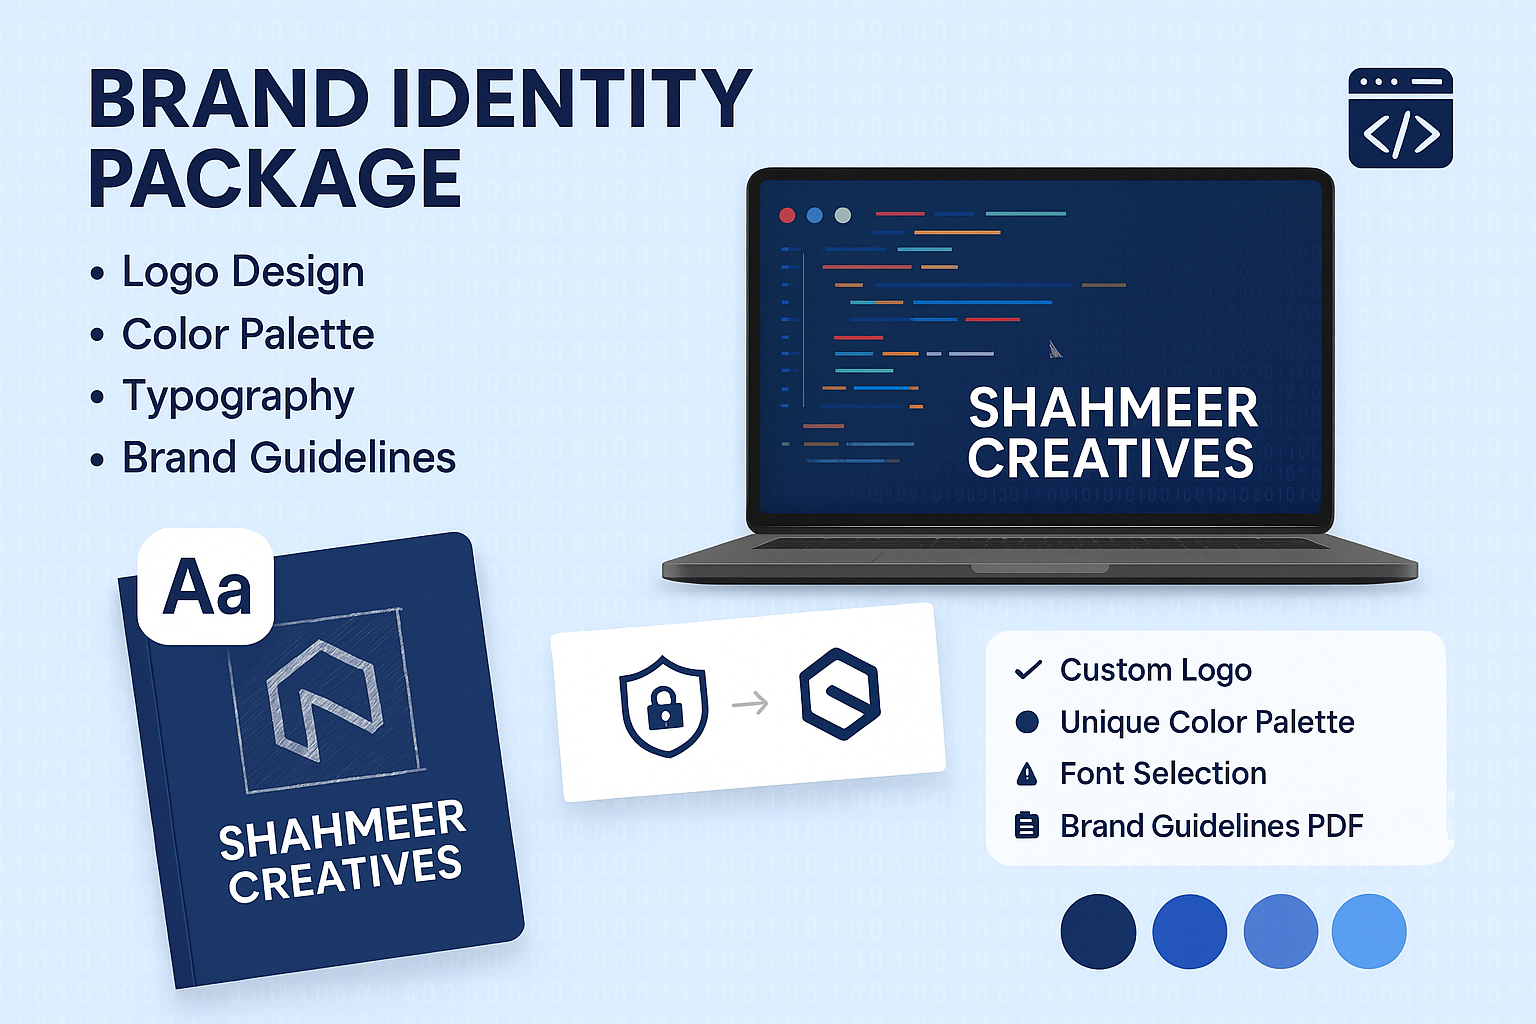 BRAND IDENTITY
PACKAGE
• Logo Design
• Color Palette
• Typography
• Brand Guidelines
SHAHMEER
CREATIVES
Aa
SHAHMEER
CREATIVES
Custom Logo
Unique Color Palette
Font Selection
Brand Guidelines PDF